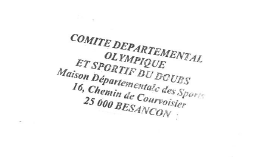 COMITE DEPARTEMENTAL
OLYMPIQUE
ET SPORTIF DU DOUBS
Maison Départementale des Sports
16, Chemin de Courvoisier
25 000 BESANCON